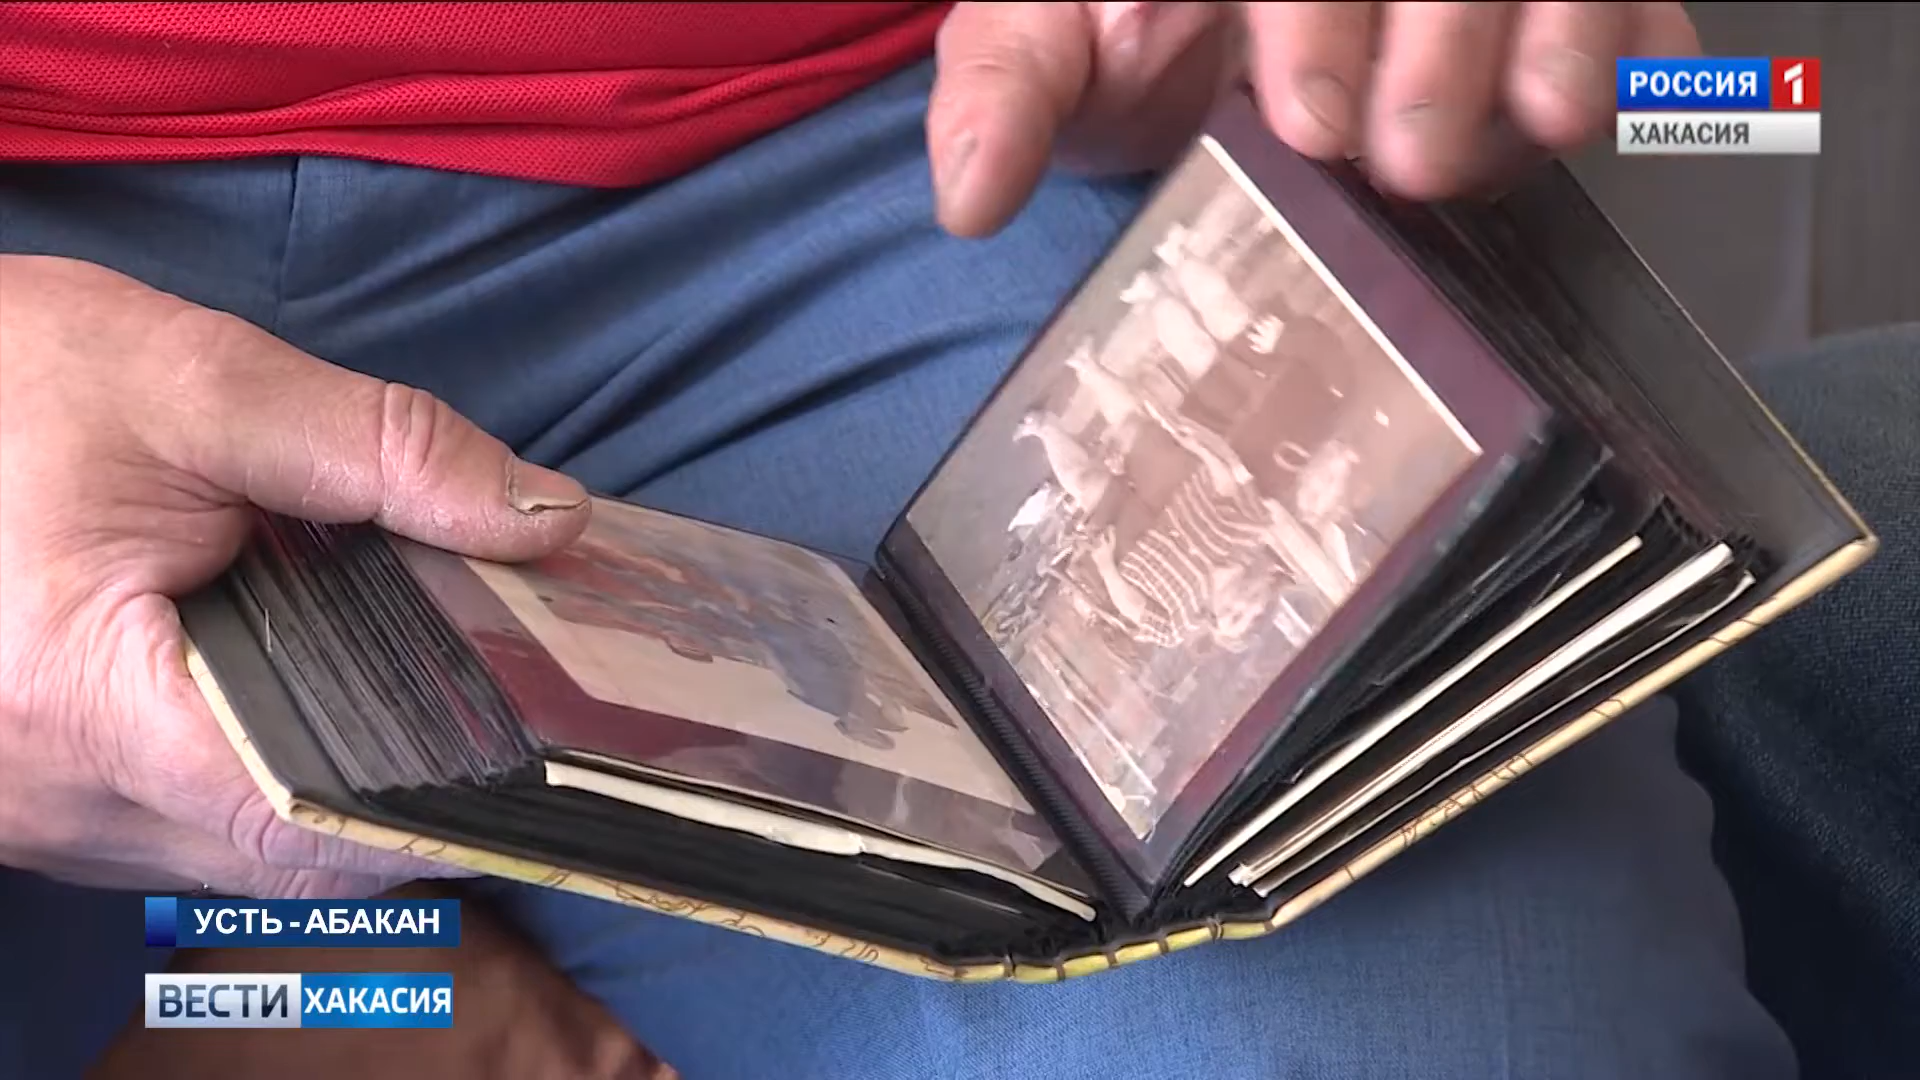 РОССИЯ 1
ХАКАСИЯ
УСТЬ - АБАКАН
ВЕСТИ ХАКАСИЯ